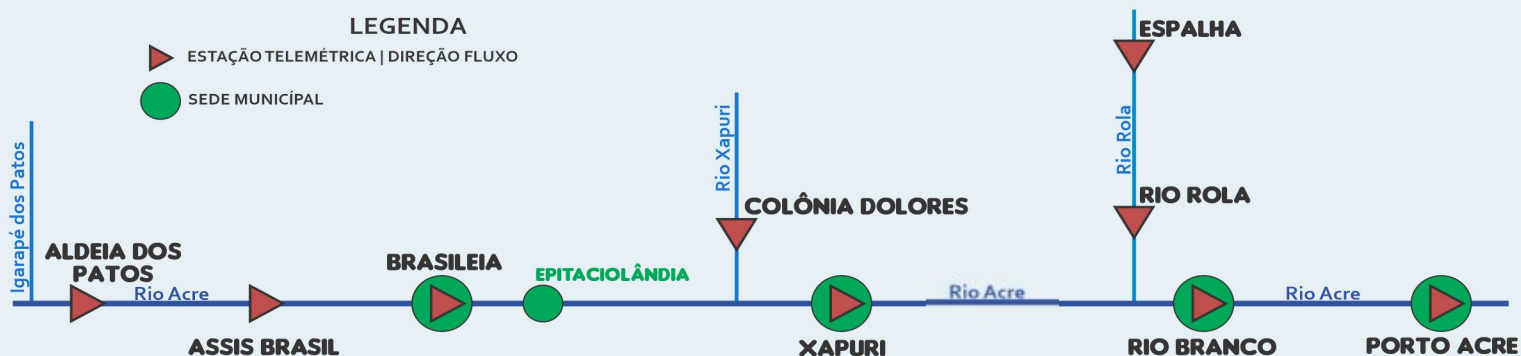 LEGENDA
ESTAÇÃO TELEMÉTRICA | DIREÇÃO FLUXO
SEDE MUNICÍPAL
ESPALHA
Igarapé dos Patos
Rio Xapuri
Rio Rola
COLÔNIA DOLORES
RIO ROLA
ALDEIA DOS
PATOS
BRASILEIA
EPITACIOLÂNDIA
Rio Acre
Rio Acre
Rio Acre
ASSIS BRASIL
XAPURI
RIO BRANCO
PORTO ACRE